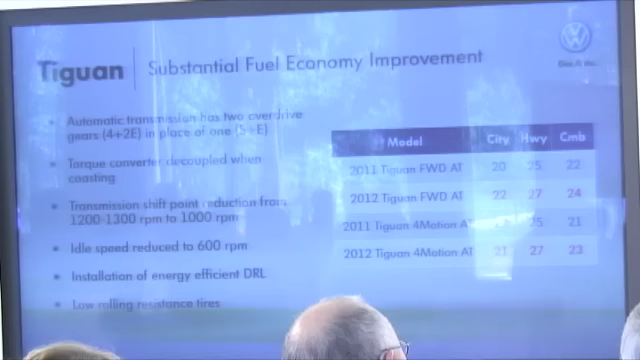 Tiguan | Substantial Fuel Economy Improvement
Das Auto.
• Automatic transmission has two overdrive
gears (4+2E) in place of one (5+E)
• Torque converter decoupled when
coasting
• Transmission shift point reduction from
1200-1300 rpm to 1000 rpm
• Idle speed reduced to 600 rpm
• Installation of energy efficient DRL
• Low rolling resistance tires
Model City Hwy Cmb
2011 Tiguan FWD AT 20 25 22
2012 Tiguan FWD AT 22 27 24
2011 Tiguan 4Motion AT 25 21
2012 Tiguan 4Motion AT 21 27 23